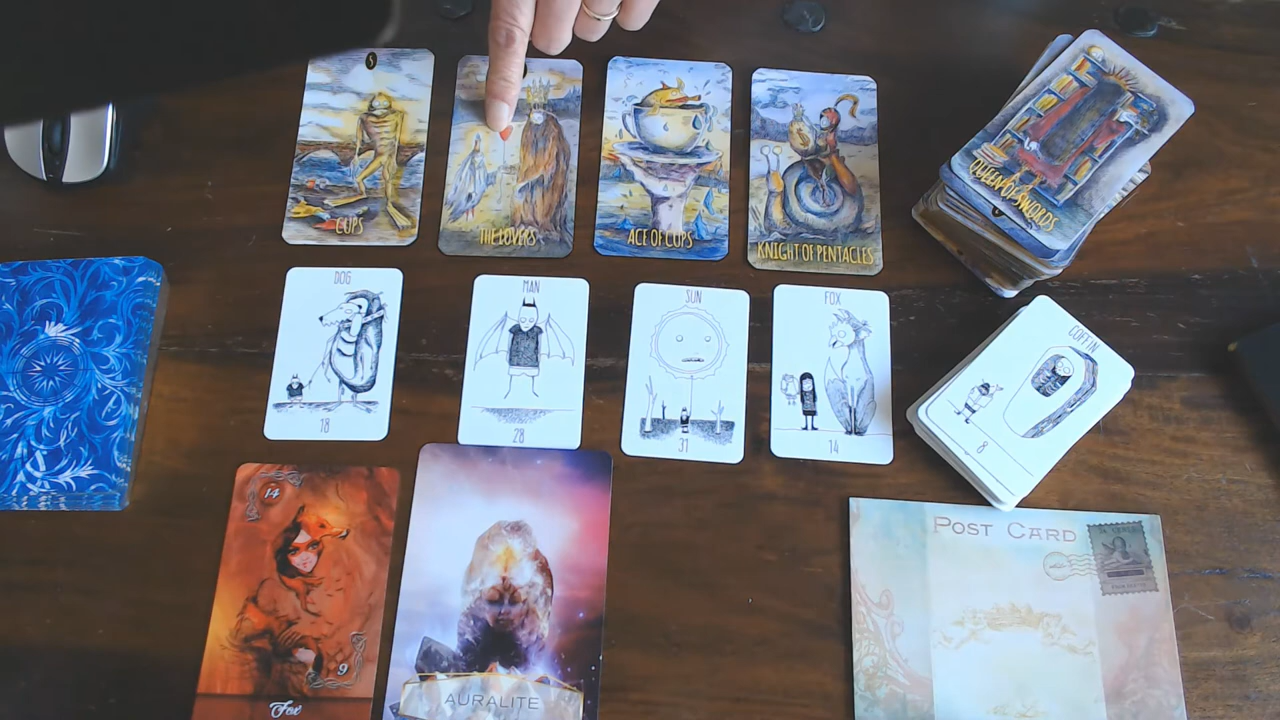 5
CUPS
THE LOVERS
ACE OF CUPS
KNIGHT OF PENTACLES
QUEEN OF SWORDS
DOG
18
MAN
28
SUN
31
FOX
14
COFFIN
8
14
9
Fox
AURALITE
POST CARD